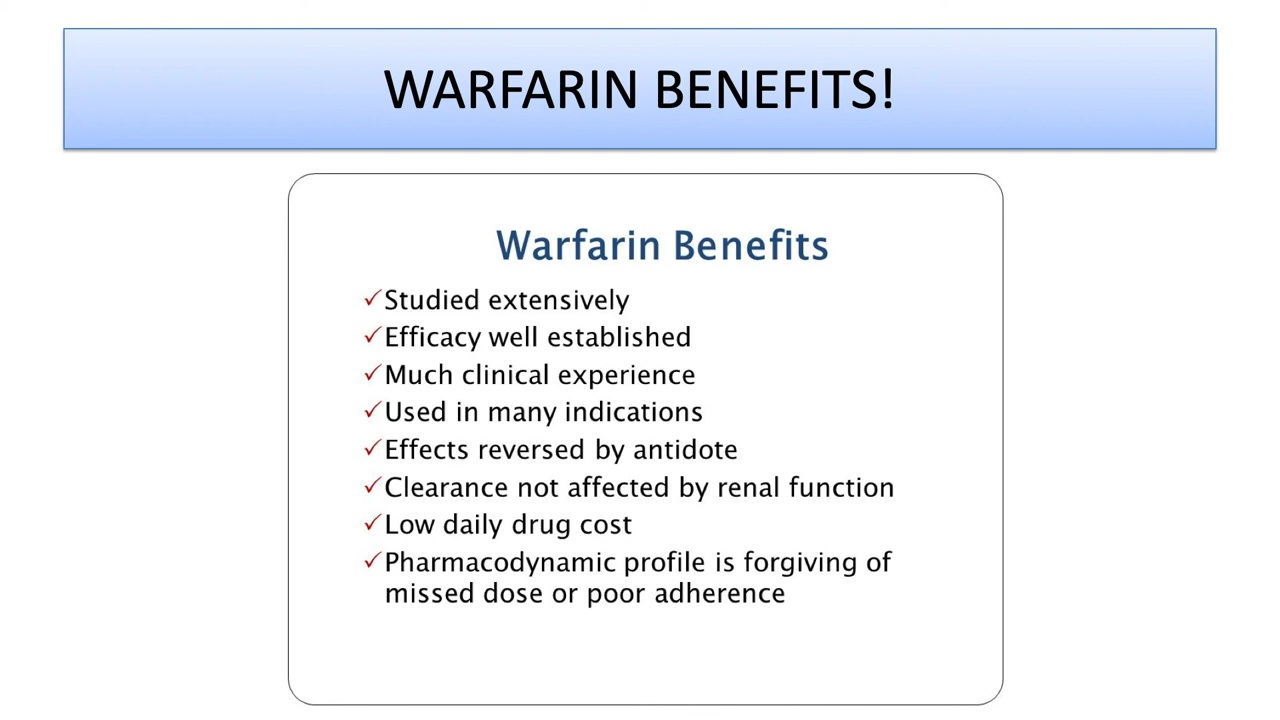 WARFARIN BENEFITS!
Warfarin Benefits
✓Studied extensively
✓Efficacy well established
✓Much clinical experience
✓Used in many indications
✓Effects reversed by antidote
✓Clearance not affected by renal function
✓Low daily drug cost
✓Pharmacodynamic profile is forgiving of
missed dose or poor adherence